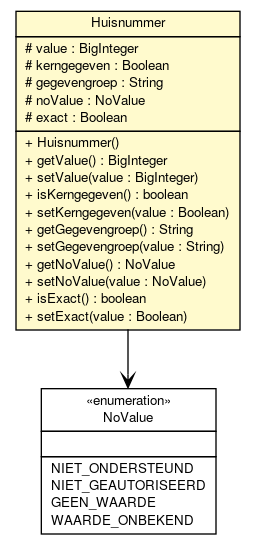 Huisnummer
# value : BigInteger
# kerngegeven : Boolean
# gegevengroep : String
# noValue : NoValue
# exact : Boolean
+ Huisnummer()
+ getValue() : BigInteger
+ setValue(value : BigInteger)
+ isKerngegeven() : boolean
+ setKerngegeven(value : Boolean)
+ getGegevengroep() : String
+ setGegevengroep(value : String)
+ getNoValue() : NoValue
+ setNoValue(value : NoValue)
+ isExact() : boolean
+ setExact(value : Boolean)
«enumeration»
NoValue
NIET_ONDERSTEUND
NIET_GEAUTORISEERD
GEEN_WAARDE
WAARDE_ONBEKEND